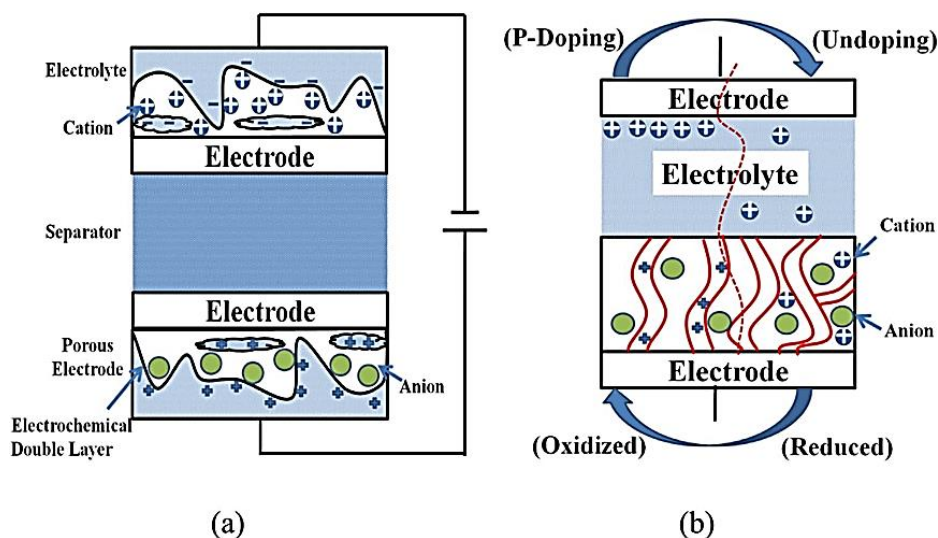 Electrolyte
Cation
Electrode
Separator
Electrode
Porous
Electrode
Electrochemical
Double Layer
Anion
(a)
(P-Doping)
(Undoping)
Electrode
Electrolyte
Cation
Anion
Electrode
(Oxidized)
(Reduced)
(b)